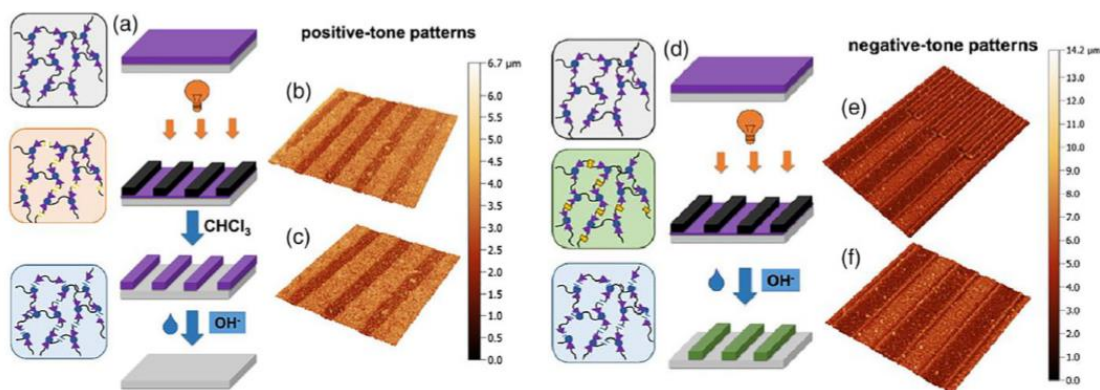 (a)
positive-tone patterns
(b)
6.7 µm
6.0
5.5
5.0
4.5
4.0
3.5
3.0
2.5
2.0
1.5
1.0
0.0
CHCl₃
(c)
OH-
(d)
negative-tone patterns
(e)
14.2 µm
13.0
12.0
11.0
10.0
9.0
8.0
7.0
6.0
5.0
4.0
3.0
2.0
1.0
0.0
(f)
OH-